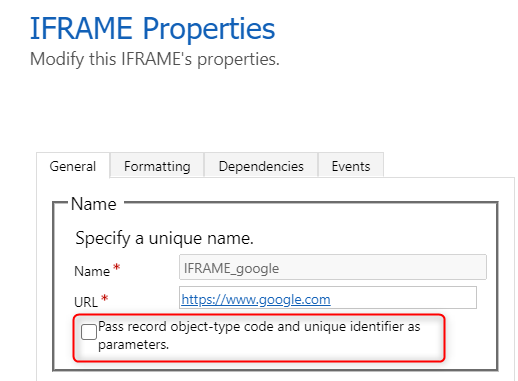 IFRAME Properties
Modify this IFRAME's properties.
General Formatting Dependencies Events
Name
Specify a unique name.
Name* IFRAME_google
URL* https://www.google.com
Pass record object-type code and unique identifier as
parameters.